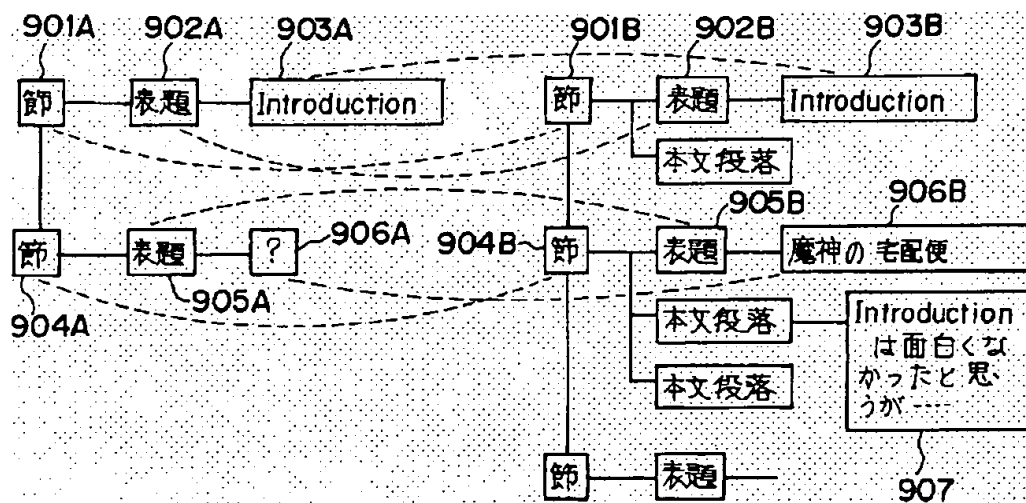 901A 902A 903A 901B 902B 903B
節 表題 Introduction 節 表題 Introduction
本文段落
905B 906B
節 表題 ? 906A 904B 節 表題 魔神の宅配便
904A 905A
本文段落 Introduction
は面白くな
本文段落 かったと思
うが……
節 表題 907